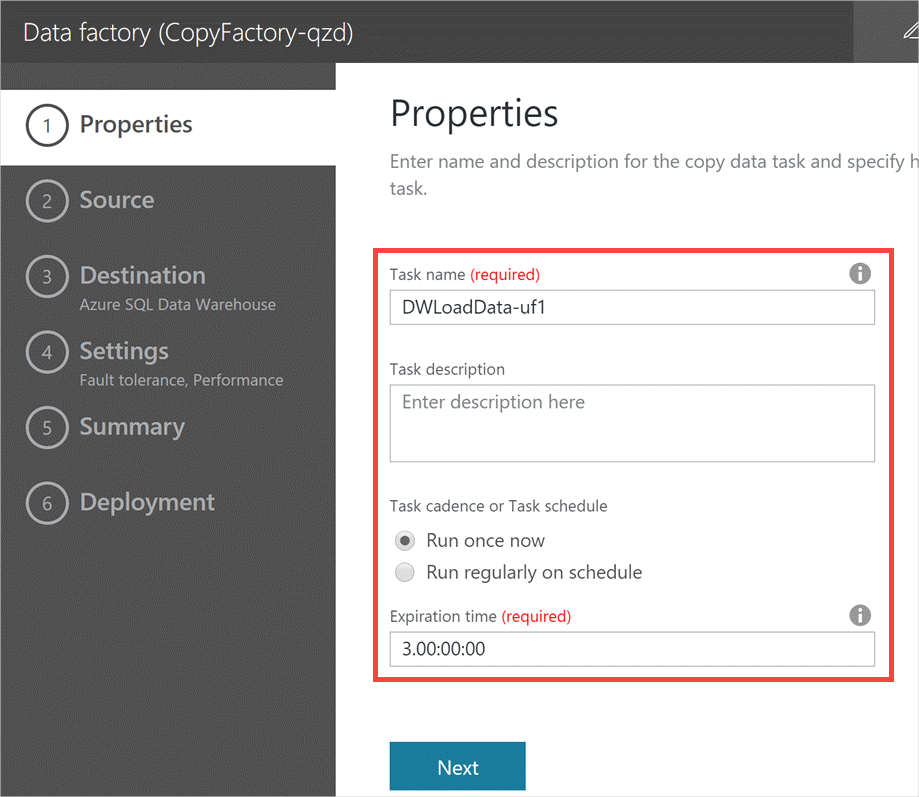 Data factory (CopyFactory-qzd)
1 Properties
2 Source
3 Destination
Azure SQL Data Warehouse
4 Settings
Fault tolerance, Performance
5 Summary
6 Deployment
Properties
Enter name and description for the copy data task and specify
task.
Task name (required)
DWLoadData-uf1
Task description
Enter description here
Task cadence or Task schedule
Run once now
Run regularly on schedule
Expiration time (required)
3.00:00:00
Next